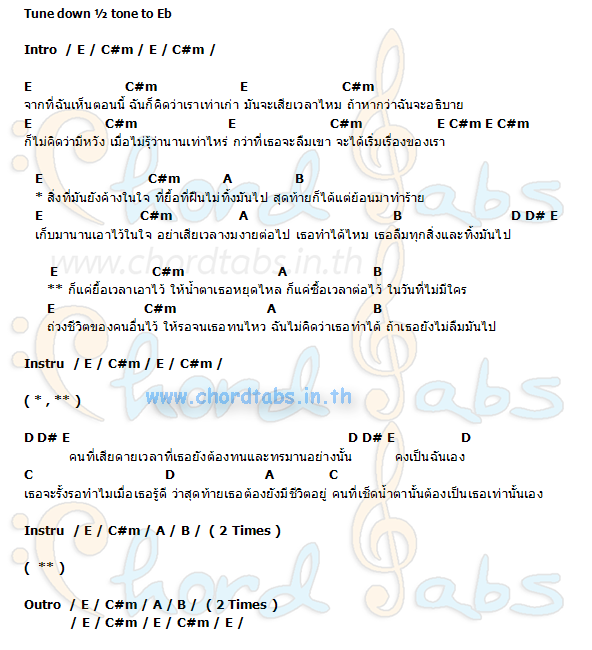 Tune down ½ tone to Eb
Intro / E / C#m / E / C#m /
E C#m E C#m
จากที่ฉันเห็นตอนนี้ ฉันก็คิดว่าเราเท่าเก่า มันจะเสียเวลาไหม ถ้าหากว่าฉันจะอธิบาย
E C#m E C#m E C#m E C#m
ก็ไม่คิดว่ามีหวัง เมื่อไม่รู้ว่านานเท่าไหร่ กว่าที่เธอจะลืมเขา จะได้เริ่มเรื่องของเรา
E C#m A B
* สิ่งที่มันยังค้างในใจ ที่ยื้อที่ฝืนไม่ทิ้งมันไป สุดท้ายก็ได้แต่ย้อนมาทำร้าย
E C#m A B D D# E
เก็บมานานเอาไว้ในใจ อย่าเสียเวลางมงายต่อไป เธอทำได้ไหม เธอลืมทุกสิ่งและทิ้งมันไป
www.chordtabs.in.th
E C#m A B
** ก็แค่ยื้อเวลาเอาไว้ ให้น้ำตาเธอหยุดไหล ก็แค่ซื้อเวลาต่อไว้ ในวันที่ไม่มีใคร
E C#m A B
ถ่วงชีวิตของคนอื่นไว้ ให้รอจนเธอทนไหว ฉันไม่คิดว่าเธอทำได้ ถ้าเธอยังไม่ลืมมันไป
Instru / E / C#m / E / C#m /
( * , ** )
www.chordtabs.in.th
D D# E D D# E D
คนที่เสียดายเวลาที่เธอยังต้องทนและทรมานอย่างนั้น คงเป็นฉันเอง
C D A C
เธอจะรั้งรอทำไมเมื่อเธอรู้ดี ว่าสุดท้ายเธอต้องยังมีชีวิตอยู่ คนที่เช็ดน้ำตานั้นต้องเป็นเธอเท่านั้นเอง
Instru / E / C#m / A / B / ( 2 Times )
( ** )
Outro / E / C#m / A / B / ( 2 Times )
/ E / C#m / E / C#m / E /